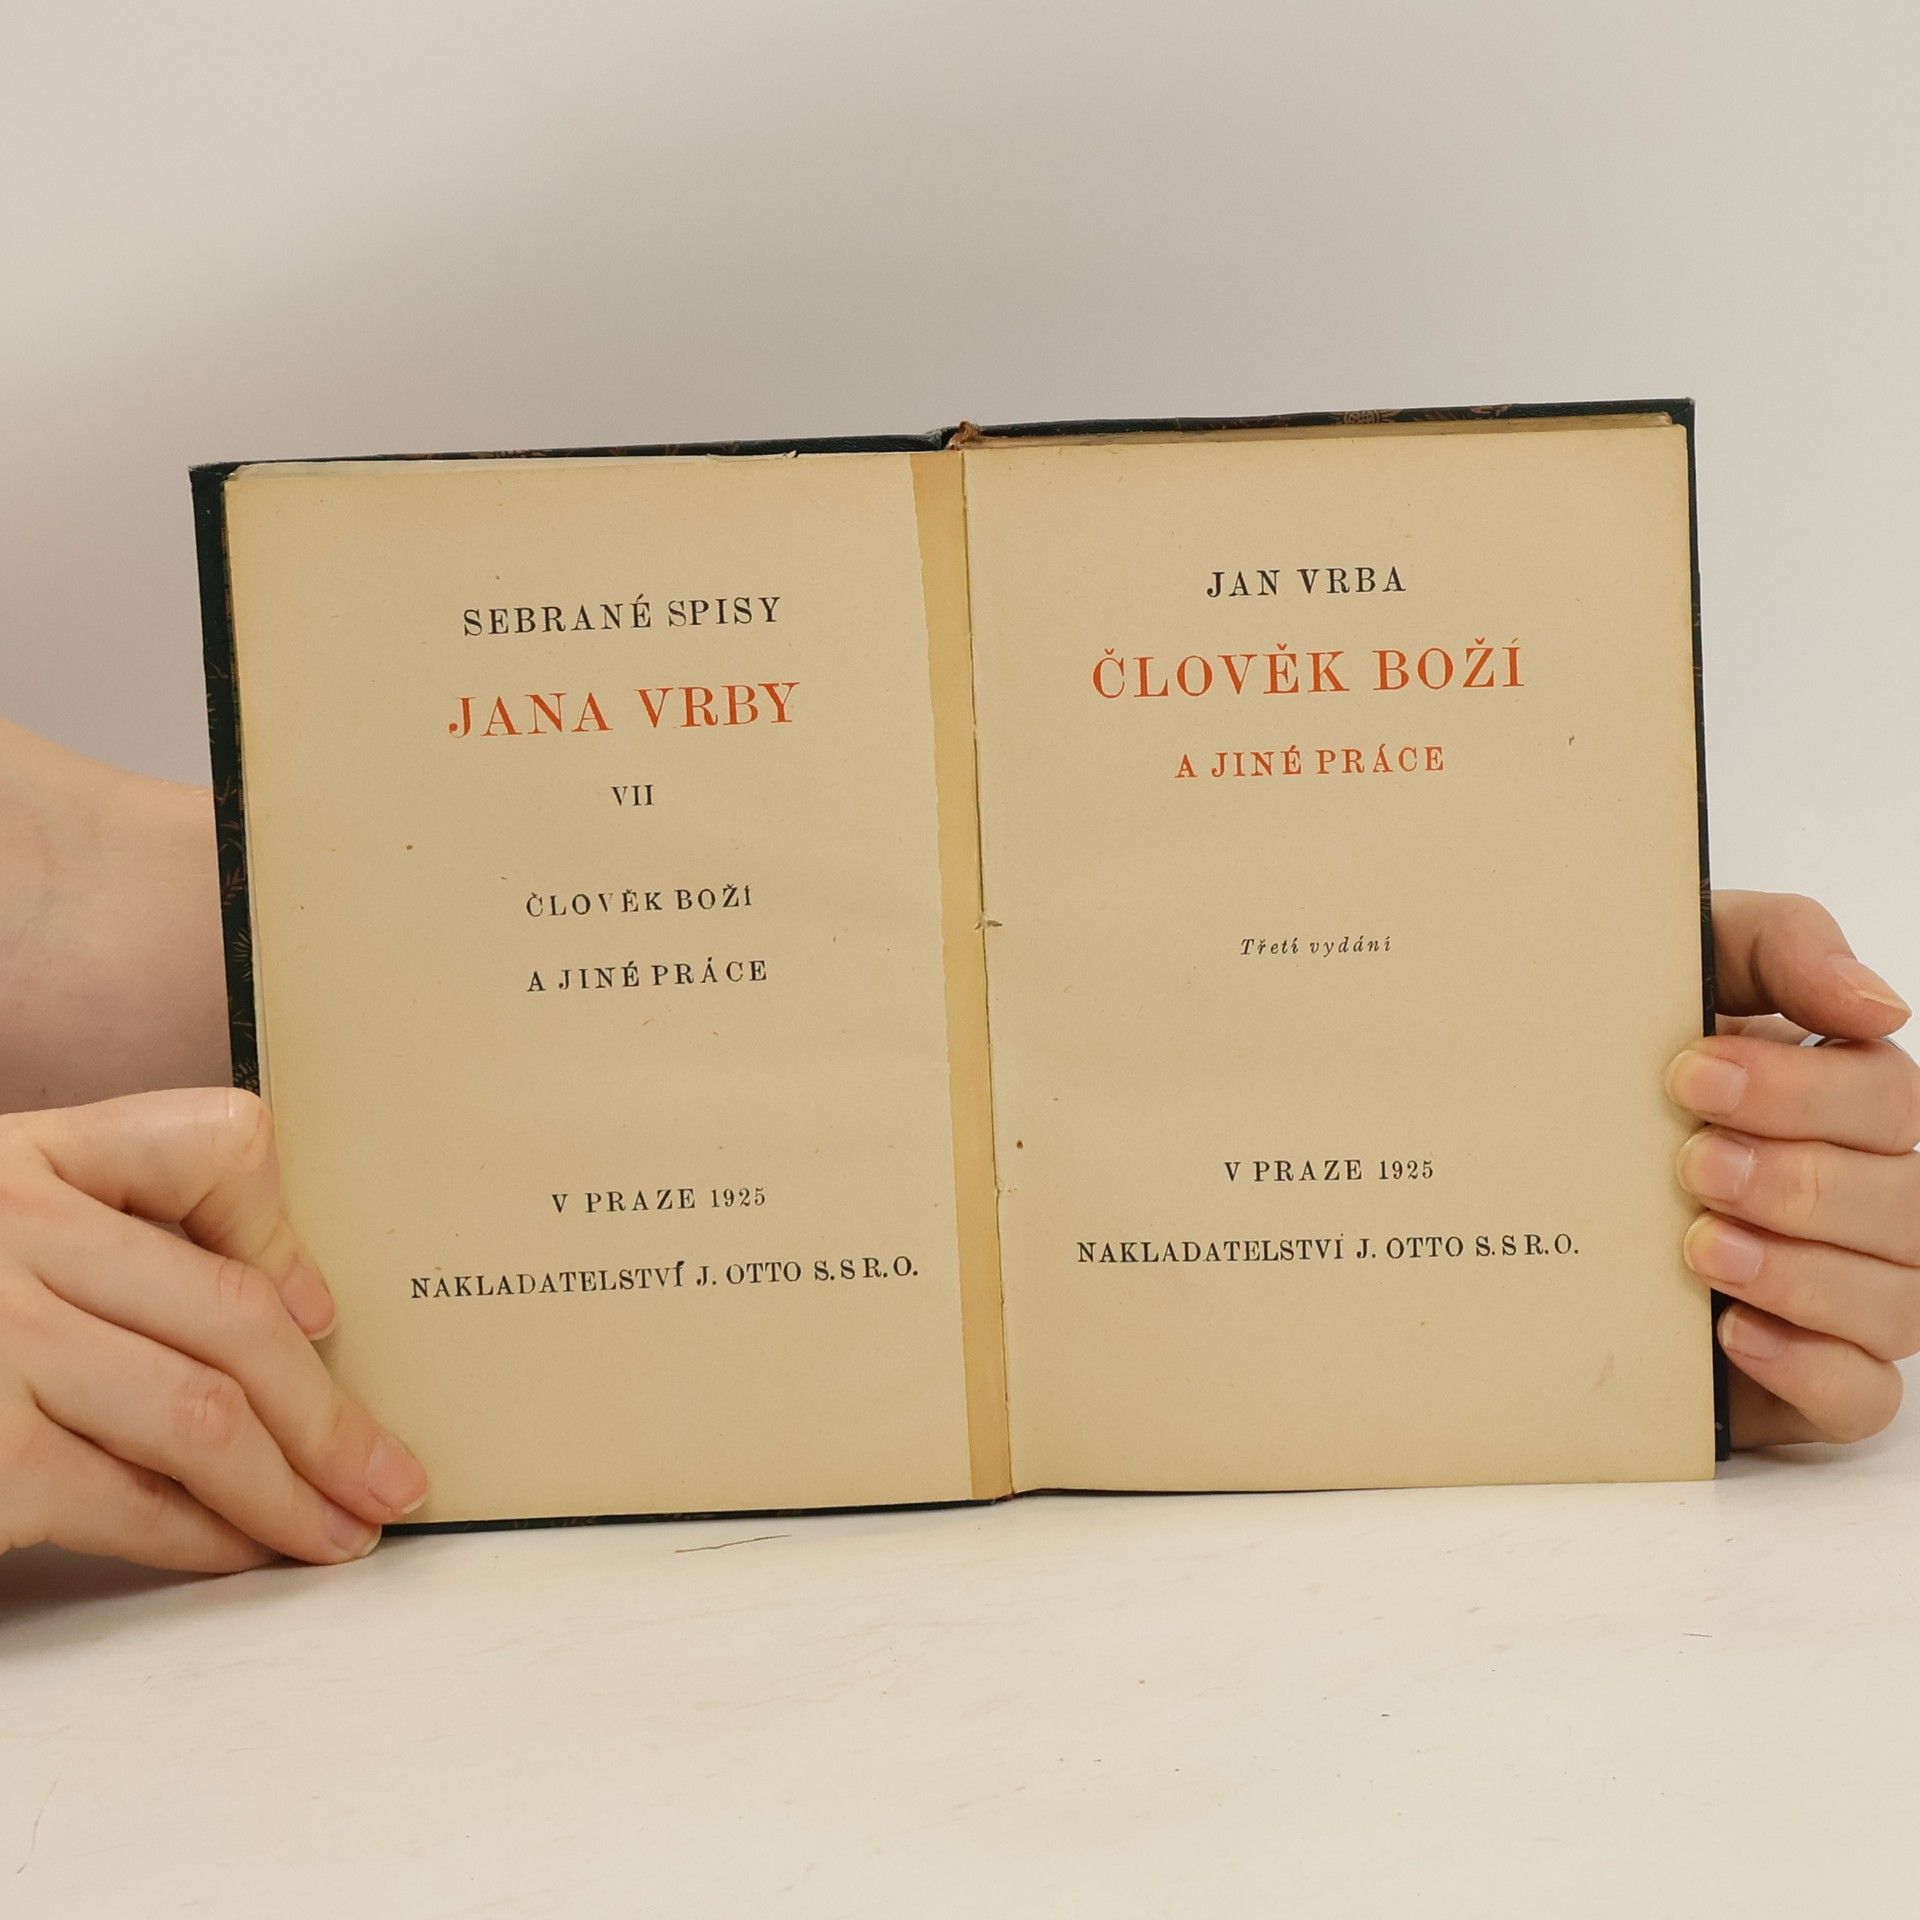 SEBRANÉ SPISY
JANA VRBY
VII
ČLOVĚK BOŽÍ
A JINÉ PRÁCE
V PRAZE 1925
NAKLADATELSTVÍ J. OTTO S. S R. O.
JAN VRBA
ČLOVĚK BOŽÍ
A JINÉ PRÁCE
Třetí vydání
V PRAZE 1925
NAKLADATELSTVÍ J. OTTO S. S R. O.